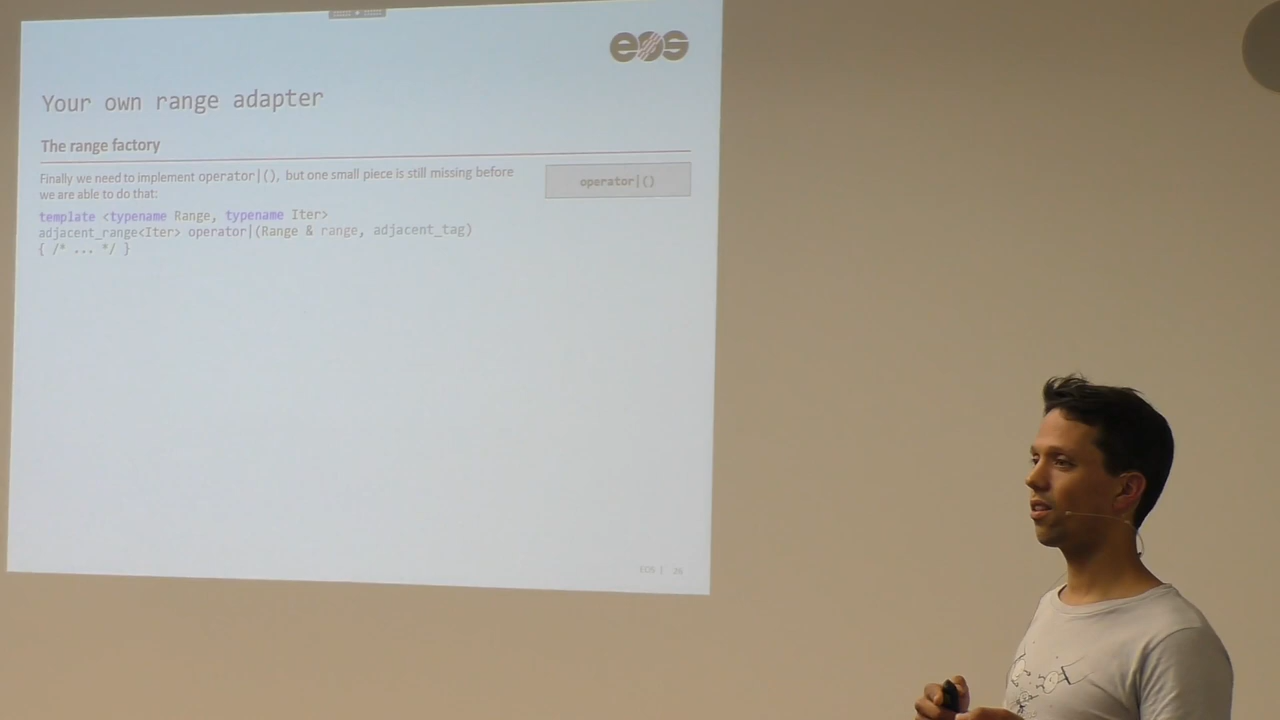 eos
Your own range adapter
The range factory
Finally we need to implement operator|(), but one small piece is still missing before
we are able to do that:
operator|()
template <typename Range, typename Iter>
adjacent_range<Iter> operator|(Range & range, adjacent_tag)
{ /* ... */ }
EOS |